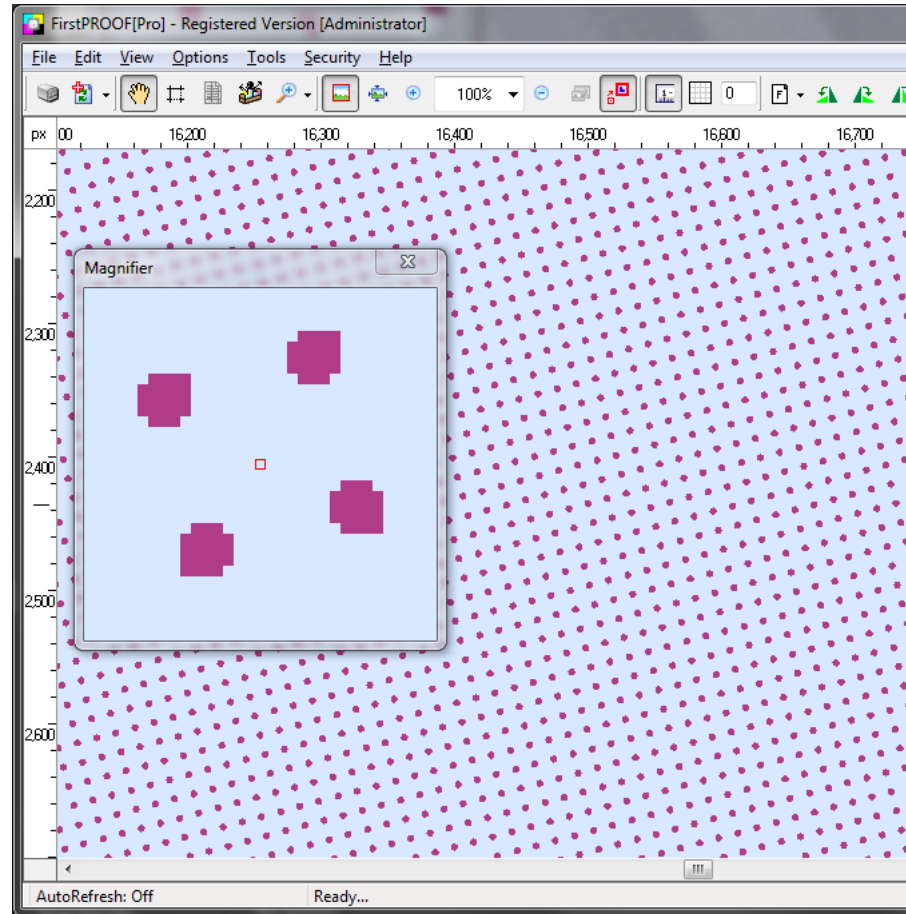 FirstPROOF[Pro] - Registered Version [Administrator]
File Edit View Options Tools Security Help
100% 0 F
px 00 16,200 16,300 16,400 16,500 16,600 16,700
2,200
Magnifier
2,300
2,400
2,500
2,600
AutoRefresh: Off Ready...